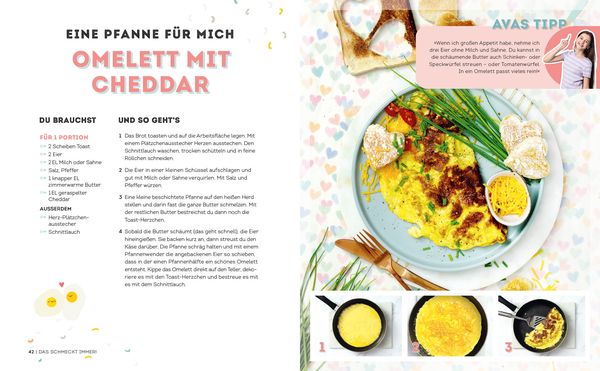 EINE PFANNE FÜR MICH
OMELETT MIT
CHEDDAR
DU BRAUCHST
FÜR 1 PORTION
2 Scheiben Toast
2 Eier
2 EL Milch oder Sahne
Salz, Pfeffer
1 knapper EL
zimmerwarme Butter
1 EL geraspelter
Cheddar
AUSSERDEM
Herz-Plätzchen-
ausstecher
Schnittlauch
UND SO GEHT'S
1 Das Brot toasten und auf die Arbeitsfläche legen. Mit
einem Plätzchenausstecher Herzen ausstechen. Den
Schnittlauch waschen, trocken schütteln und in feine
Röllchen schneiden.
2 Die Eier in einer kleinen Schüssel aufschlagen und
gut mit Milch oder Sahne verquirlen. Mit Salz und
Pfeffer würzen.
3 Eine kleine beschichtete Pfanne auf den heißen Herd
stellen und darin fast die ganze Butter schmelzen. Mit
der restlichen Butter bestreichst du dann noch die
Toast-Herzchen.
4 Sobald die Butter schäumt (das geht schnell), die Eier
hineingießen. Sie backen kurz an, dann streust du den
Käse darüber. Die Pfanne schräg halten und mit einem
Pfannenwender die angebackenen Eier so schieben,
dass in der einen Pfannenhälfte ein schönes Omelett
entsteht. Kippe das Omelett direkt auf den Teller, deko-
riere es mit den Toast-Herzchen und bestreue es mit
es mit dem Schnittlauch.
42 | DAS SCHMECKT IMMER!
AVAS TIPP
»Wenn ich großen Appetit habe, nehme ich
drei Eier ohne Milch und Sahne. Du kannst in
die schäumende Butter auch Schinken- oder
Speckwürfel streuen – oder Tomatenwürfel.
In ein Omelett passt vieles rein!«
1
2
3